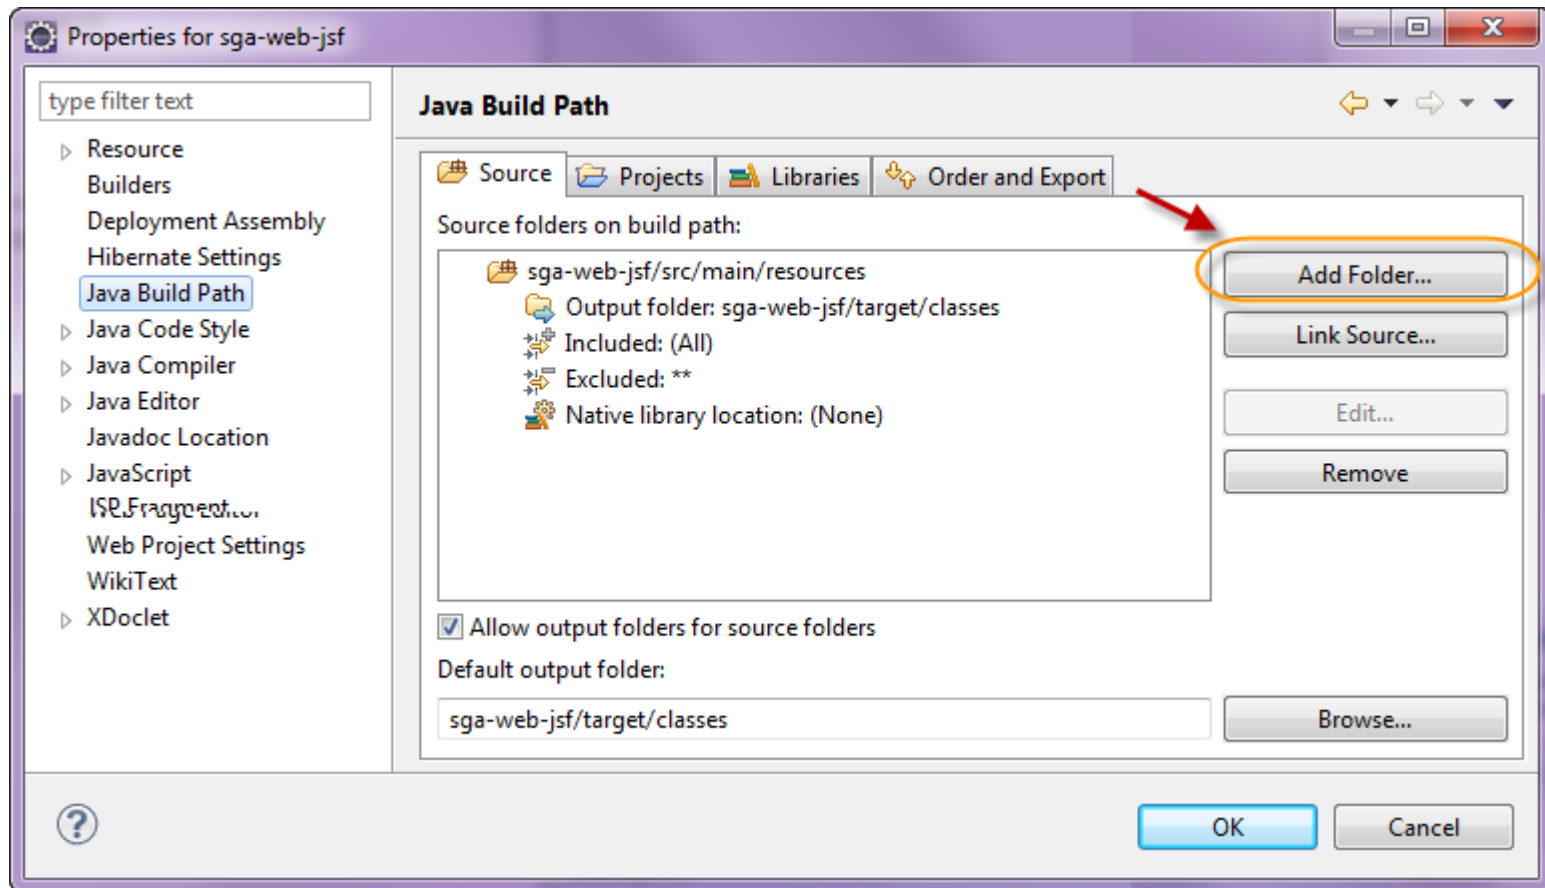 Properties for sga-web-jsf
type filter text
Resource
Builders
Deployment Assembly
Hibernate Settings
Java Build Path
Java Code Style
Java Compiler
Java Editor
Javadoc Location
JavaScript
Web Project Settings
WikiText
XDoclet
Java Build Path
Source Projects Libraries Order and Export
Source folders on build path:
sga-web-jsf/src/main/resources
Output folder: sga-web-jsf/target/classes
Included: (All)
Excluded: **
Native library location: (None)
Add Folder...
Link Source...
Edit...
Remove
Allow output folders for source folders
Default output folder:
sga-web-jsf/target/classes
Browse...
OK
Cancel